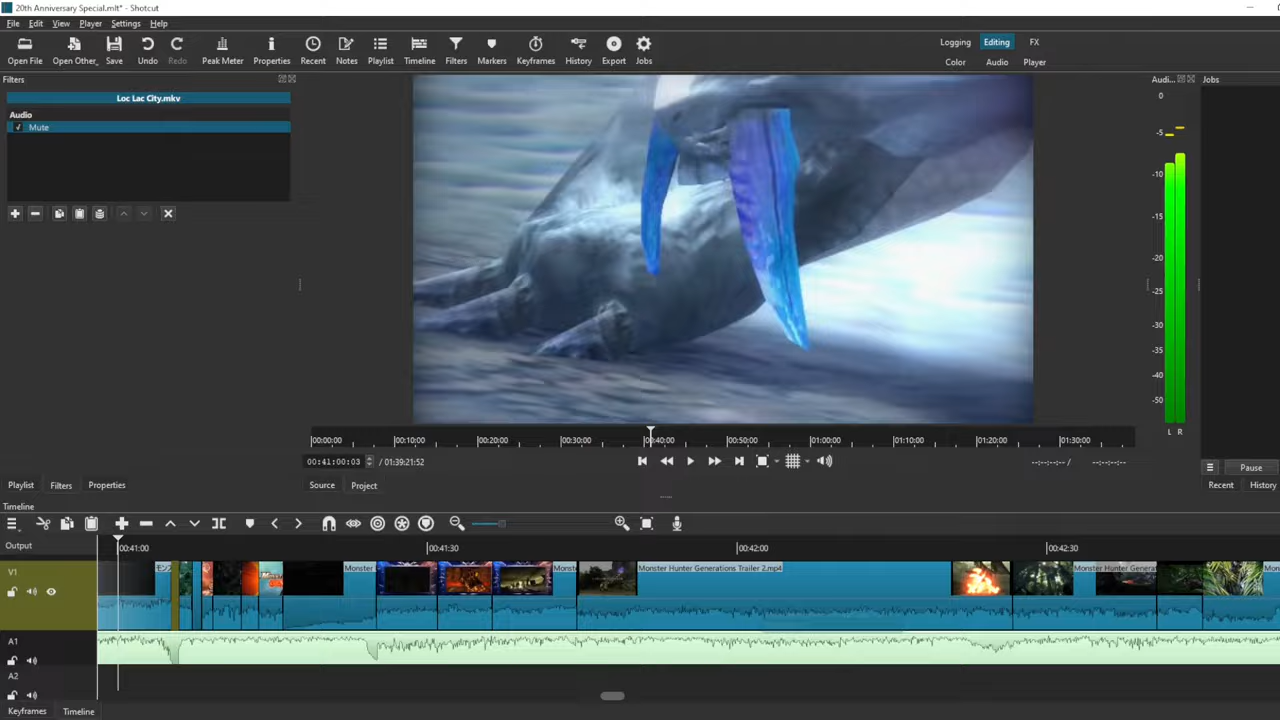 20th Anniversary Special.mlt* - Shotcut
File Edit View Player Settings Help
Open File Open Other... Save Undo Redo Peak Meter Properties Recent Notes Playlist Timeline Filters Markers Keyframes History Export Jobs
Logging Editing FX
Color Audio Player
Filters
Loc Lac City.mkv
Audio
Mute
Audi...
Jobs
0
-5
-10
-15
-20
-25
-30
-35
-40
-50
L R
00:00:00 00:10:00 00:20:00 00:30:00 00:40:00 00:50:00 01:00:00 01:10:00 01:20:00 01:30:00
00:41:00:03 / 01:39:21:52
--:--:--:-- / --:--:--:--
Pause
Playlist Filters Properties
Source Project
Recent History
Timeline
Output
00:41:00 00:41:30 00:42:00 00:42:30
V1
Monster Monst Monster Hunter Generations Trailer 2.mp4 Monster Hunter Generat Mon
A1
A2
Keyframes Timeline